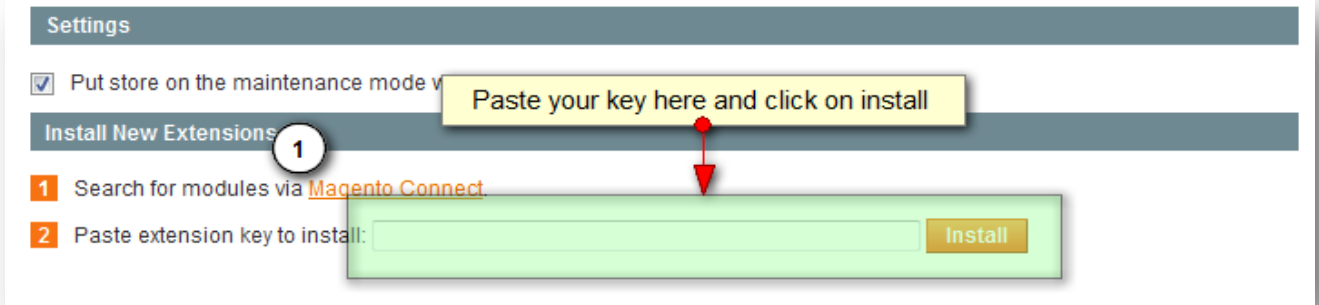 Settings
Put store on the maintenance mode
Paste your key here and click on install
Install New Extensions
1
1 Search for modules via Magento Connect.
2 Paste extension key to install: Install